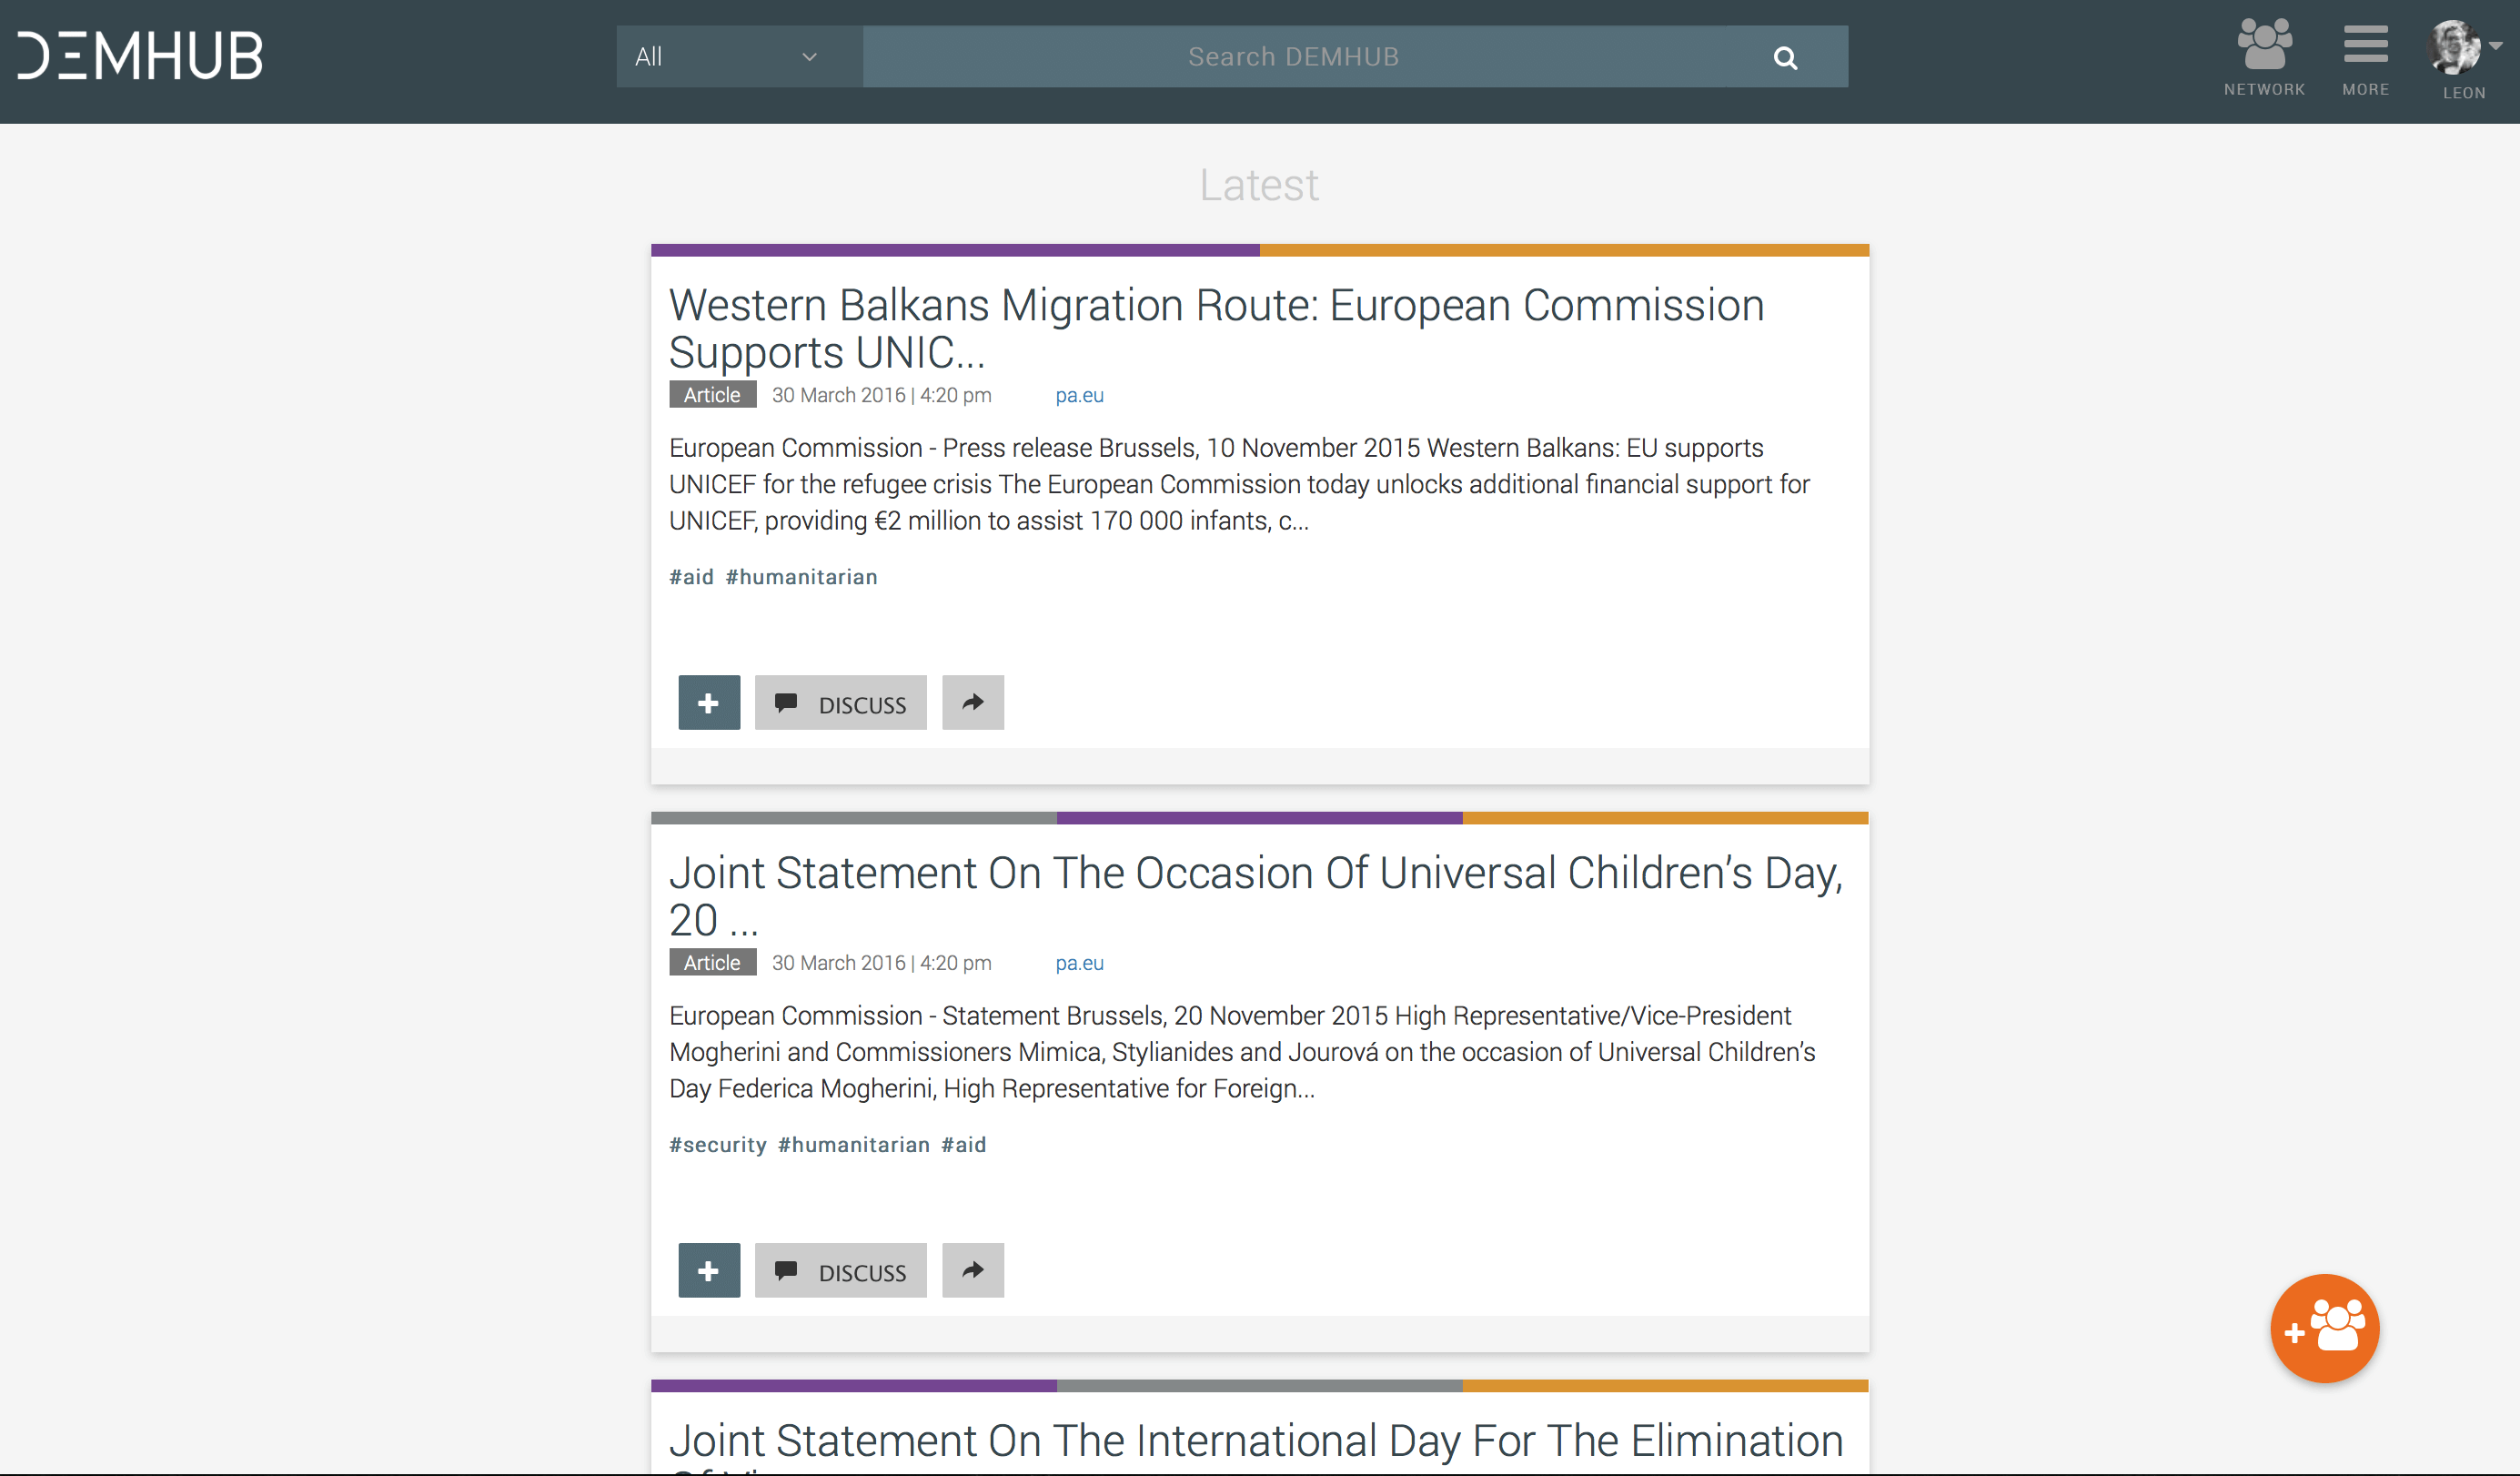 DEMHUB
All
Search DEMHUB
NETWORK
MORE
LEON
Latest
Western Balkans Migration Route: European Commission
Supports UNIC...
Article 30 March 2016 | 4:20 pm pa.eu
European Commission - Press release Brussels, 10 November 2015 Western Balkans: EU supports
UNICEF for the refugee crisis The European Commission today unlocks additional financial support for
UNICEF, providing €2 million to assist 170 000 infants, c...
#aid #humanitarian
DISCUSS
Joint Statement On The Occasion Of Universal Children’s Day,
20 ...
Article 30 March 2016 | 4:20 pm pa.eu
European Commission - Statement Brussels, 20 November 2015 High Representative/Vice-President
Mogherini and Commissioners Mimica, Stylianides and Jourová on the occasion of Universal Children’s
Day Federica Mogherini, High Representative for Foreign...
#security #humanitarian #aid
DISCUSS
Joint Statement On The International Day For The Elimination